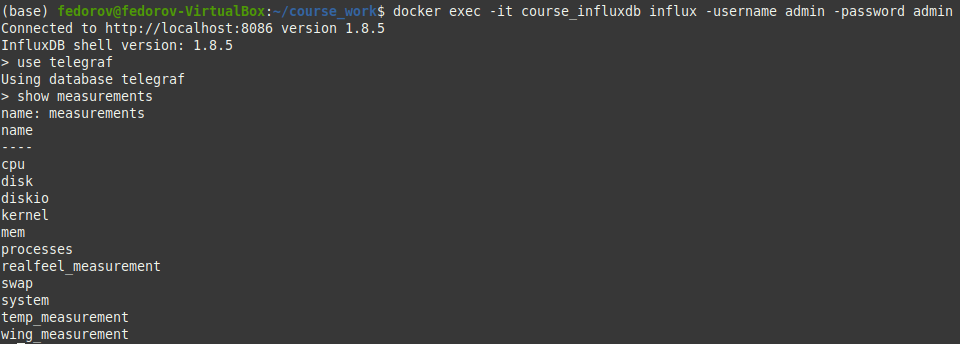 (base) fedorov@fedorov-VirtualBox:~/course_work$ docker exec -it course_influxdb influx -username admin -password admin
Connected to http://localhost:8086 version 1.8.5
InfluxDB shell version: 1.8.5
> use telegraf
Using database telegraf
> show measurements
name: measurements
name
----
cpu
disk
diskio
kernel
mem
processes
realfeel_measurement
swap
system
temp_measurement
wing_measurement